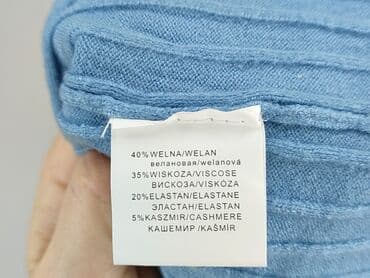 40%WELNA/WELAN
велановая/welanová
35%WISKOZA/VISCOSE
ВИСКОЗА/VISKÓZA
20%ELASTAN/ELASTANE
ЭЛАСТАН/ELASTAN
5%KASZMIR/CASHMERE
КАШЕМИР /KAŠMÍR